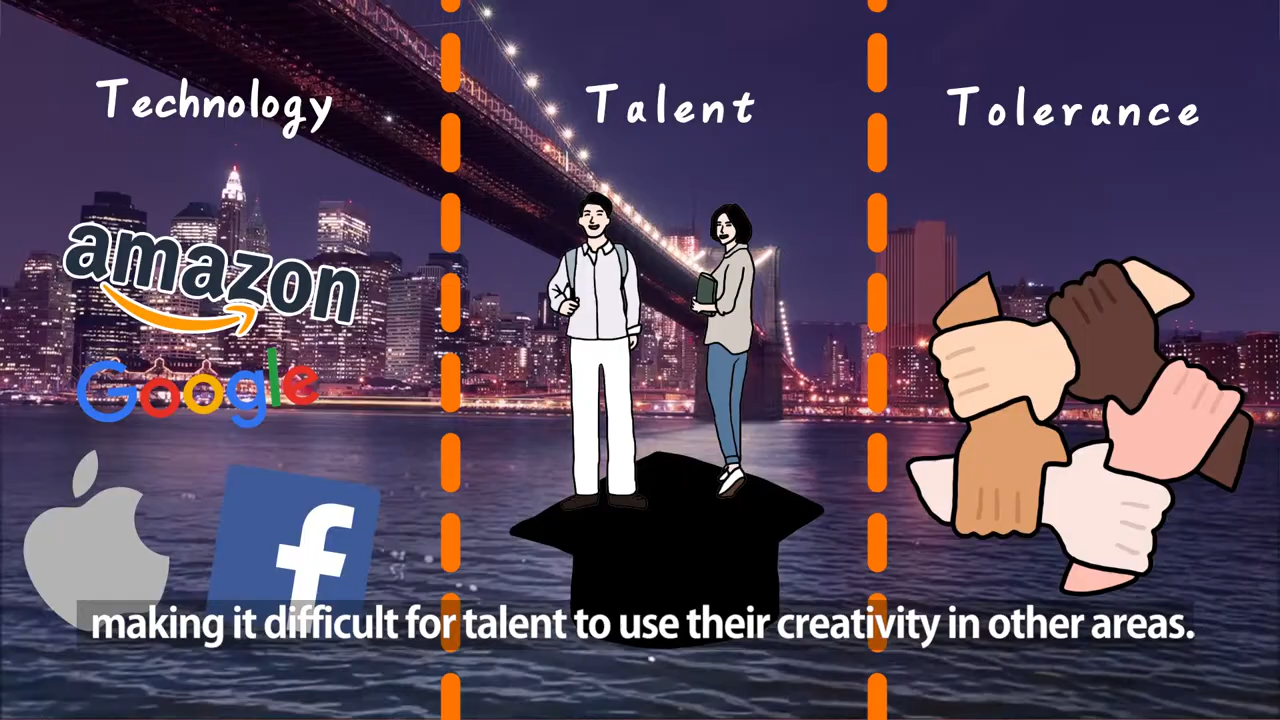 Technology
Talent
Tolerance
amazon
Google
f
making it difficult for talent to use their creativity in other areas.